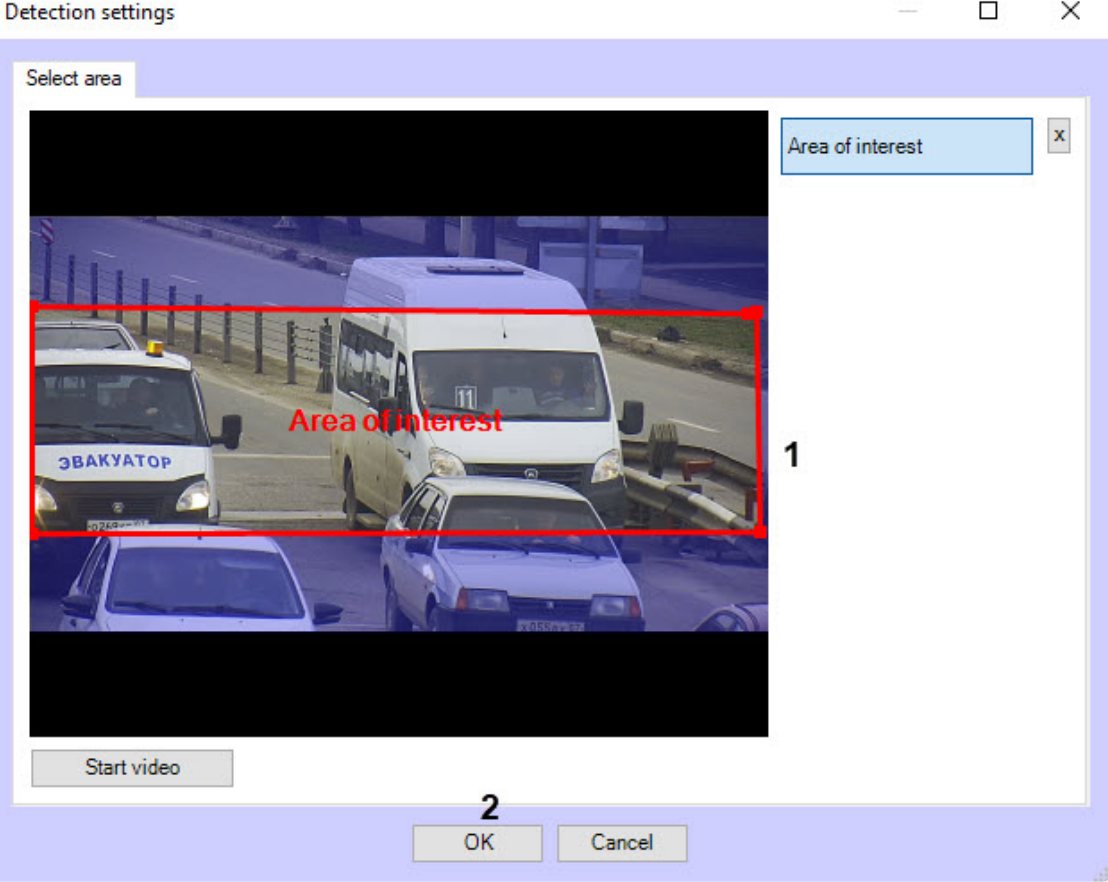 Detection settings
Select area
Area of interest
x
11
Area of interest
ЭВАКУАТОР
1
Start video
2
OK
Cancel